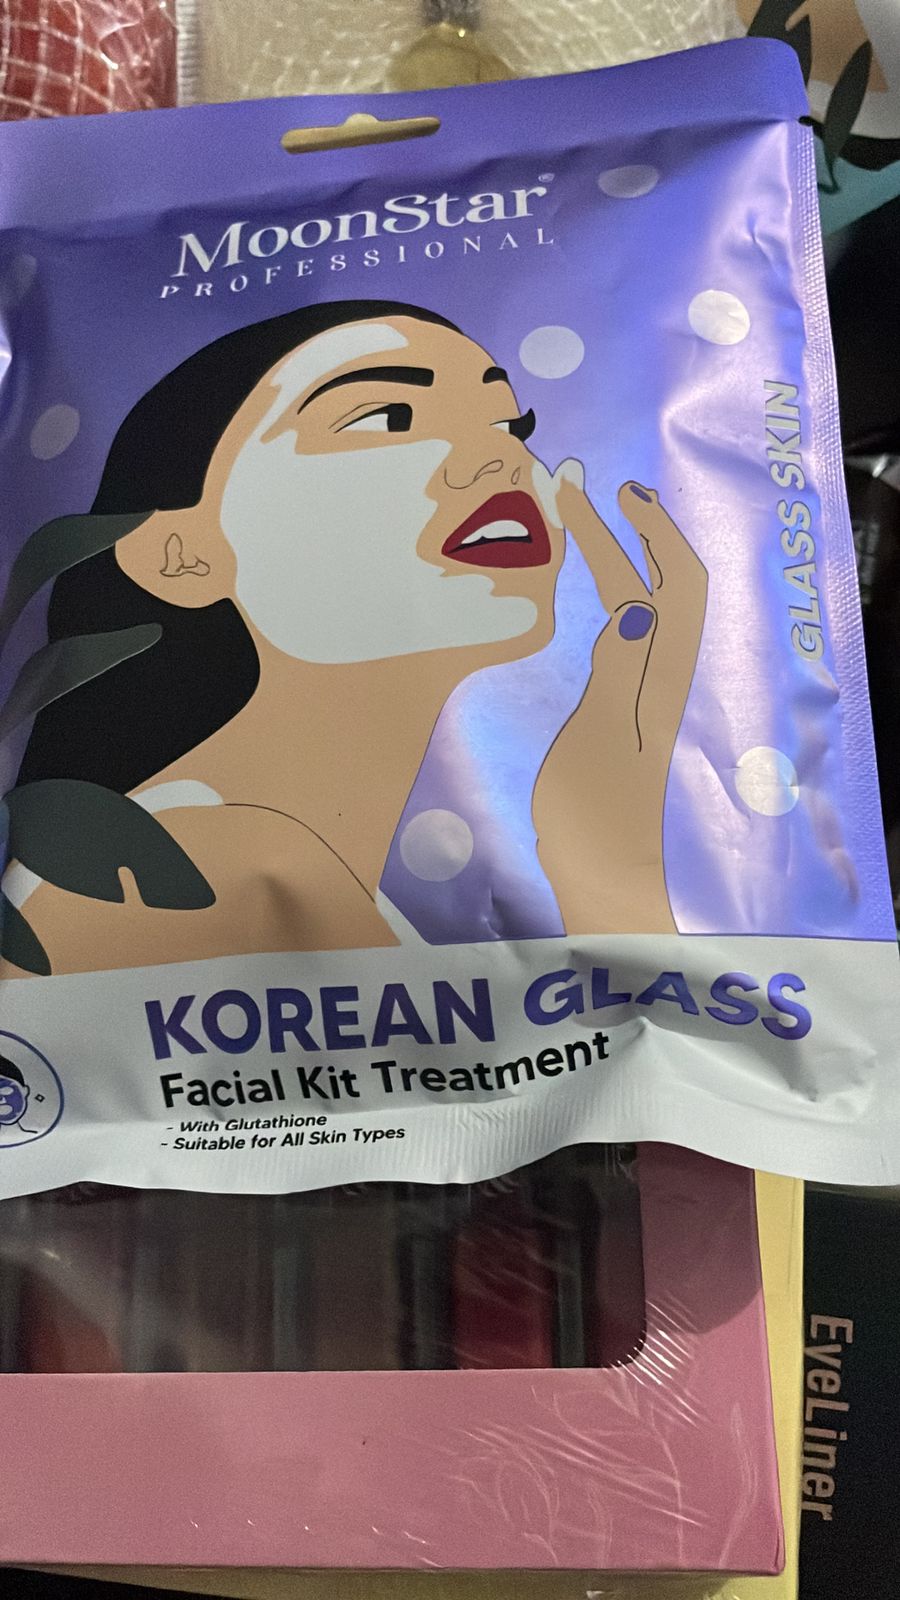 MoonStar®
PROFESSIONAL
GLASS SKIN
KOREAN GLASS
Facial Kit Treatment
- With Glutathione
- Suitable for All Skin Types
EyeLiner